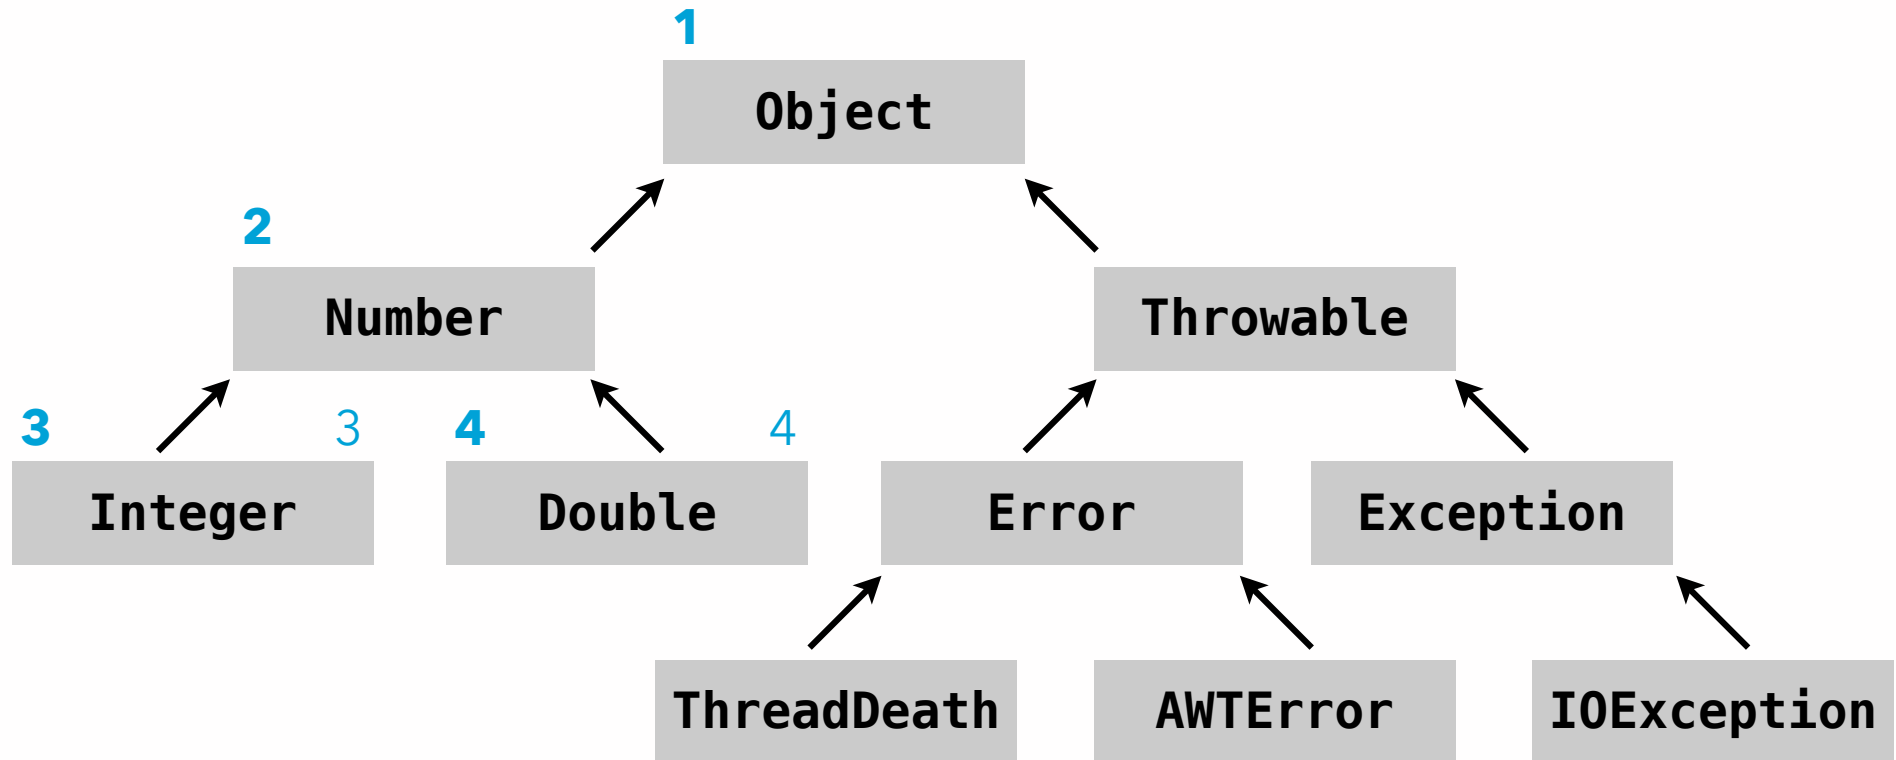 1
Object
2
Number
Throwable
3 3 4 4
Integer
Double
Error
Exception
ThreadDeath
AWTError
IOException